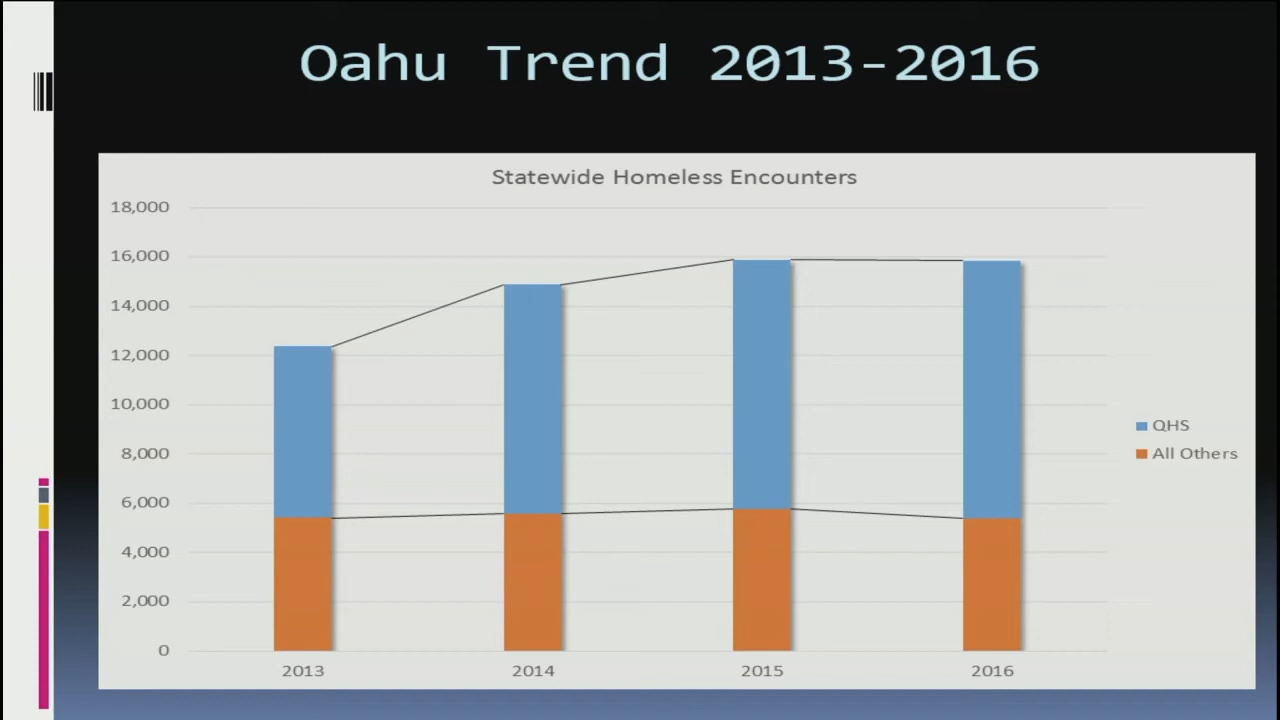 Oahu Trend 2013-2016
Statewide Homeless Encounters
18,000
16,000
14,000
12,000
10,000
8,000
6,000
4,000
2,000
0
2013 2014 2015 2016
QHS
All Others